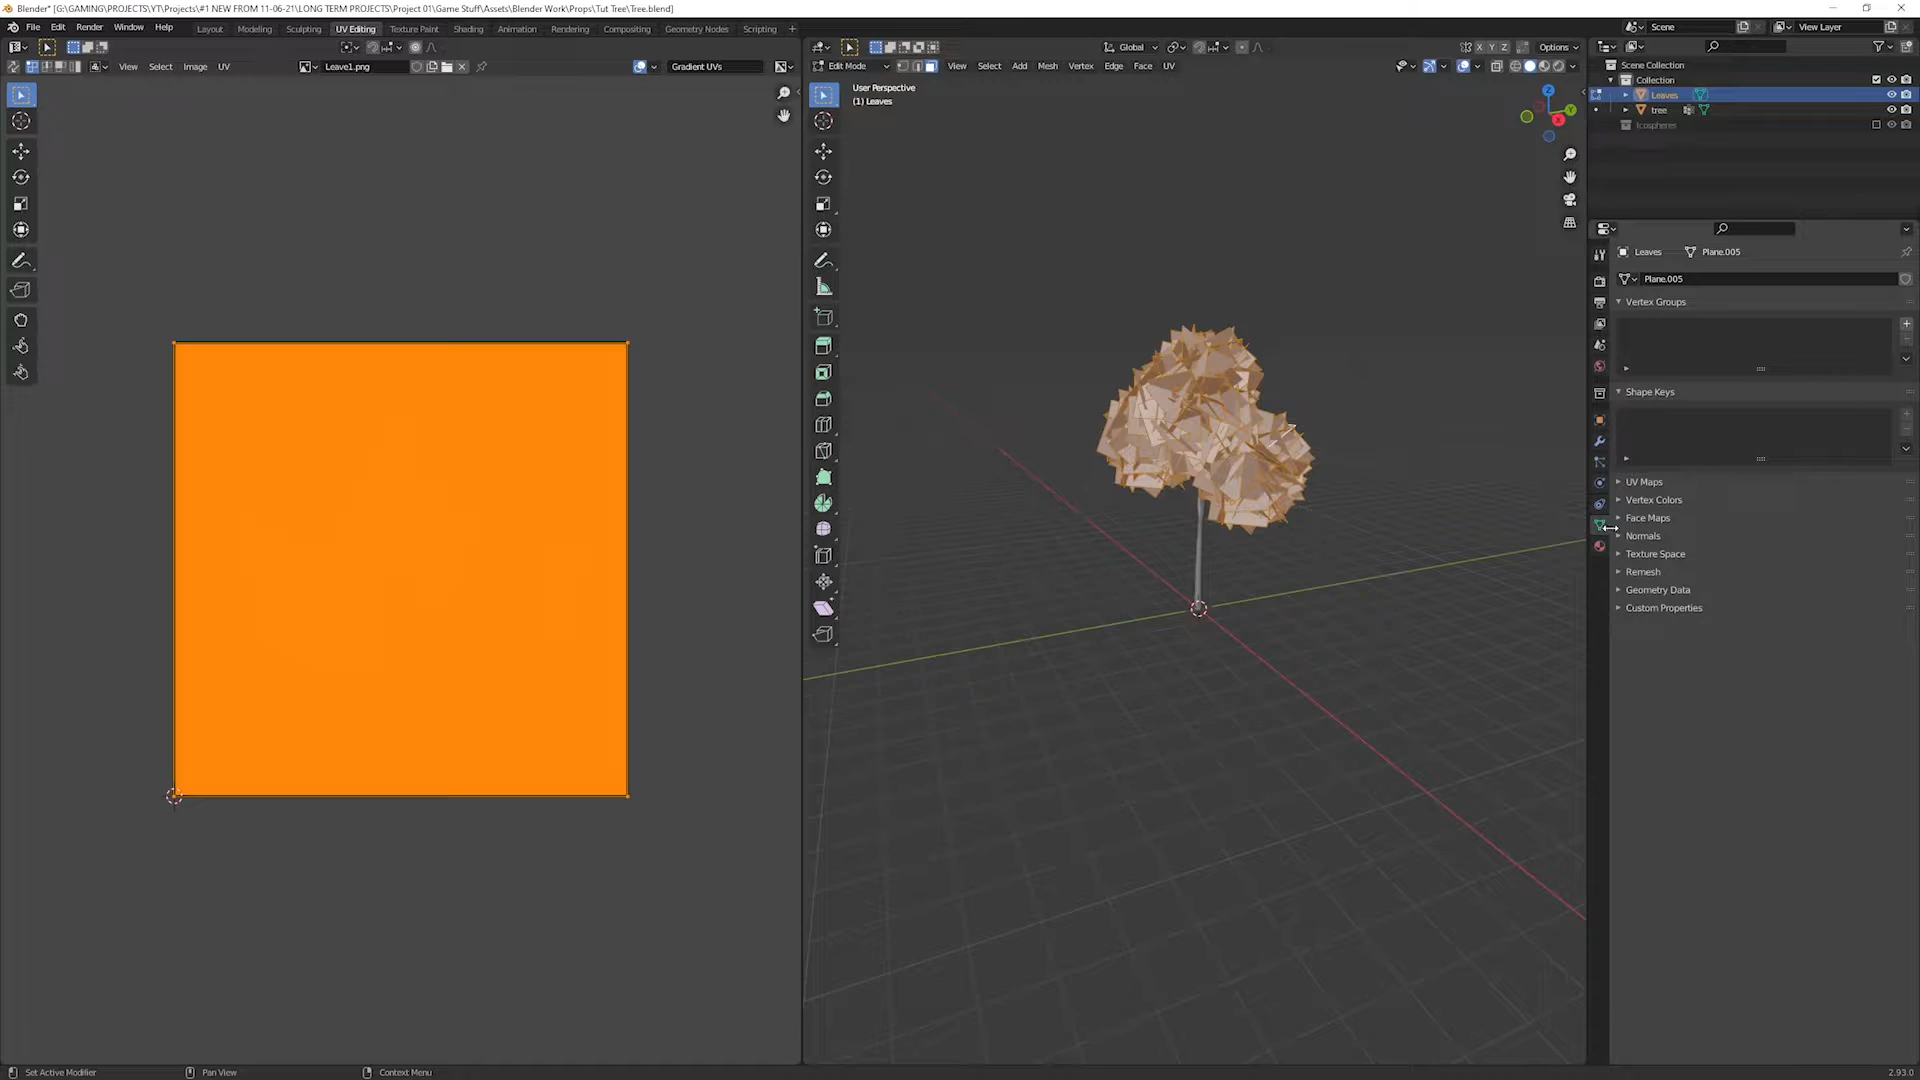 Blender* [G:\GAMING\PROJECTS\YT\Projects\#1 NEW FROM 11-06-21\LONG TERM PROJECTS\Project 01\Game Stuff\Assets\Blender Work\Props\Tut Tree\Tree.blend]
File Edit Render Window Help Layout Modeling Sculpting UV Editing Texture Paint Shading Animation Rendering Compositing Geometry Nodes Scripting + Scene View Layer
Global X Y Z Options
View Select Image UV Leave1.png Gradient UVs Edit Mode View Select Add Mesh Vertex Edge Face UV
Scene Collection
Collection
Leaves
tree
Icospheres
User Perspective
(1) Leaves
Z
Y
X
Leaves Plane.005
Plane.005
Vertex Groups
Shape Keys
UV Maps
Vertex Colors
Face Maps
Normals
Texture Space
Remesh
Geometry Data
Custom Properties
Set Active Modifier Pan View Context Menu 2.93.0